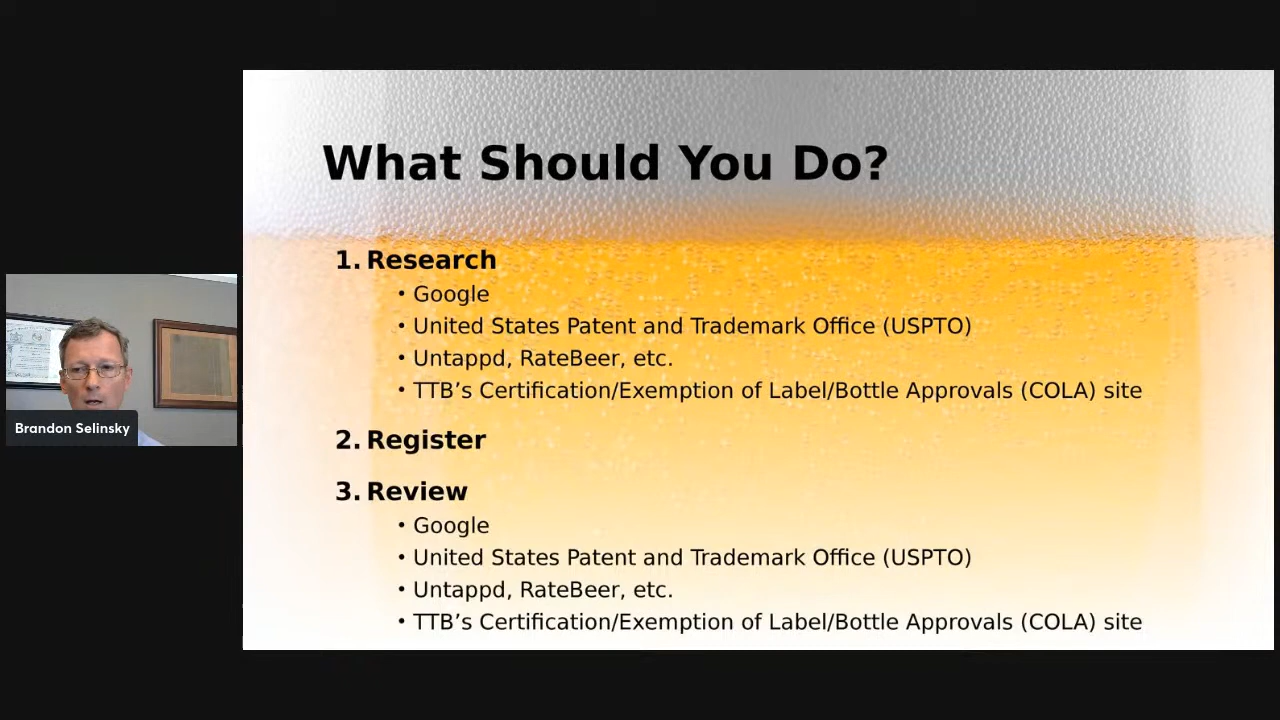 What Should You Do?
1. Research
• Google
• United States Patent and Trademark Office (USPTO)
• Untappd, RateBeer, etc.
• TTB’s Certification/Exemption of Label/Bottle Approvals (COLA) site
2. Register
3. Review
• Google
• United States Patent and Trademark Office (USPTO)
• Untappd, RateBeer, etc.
• TTB’s Certification/Exemption of Label/Bottle Approvals (COLA) site
Brandon Selinsky